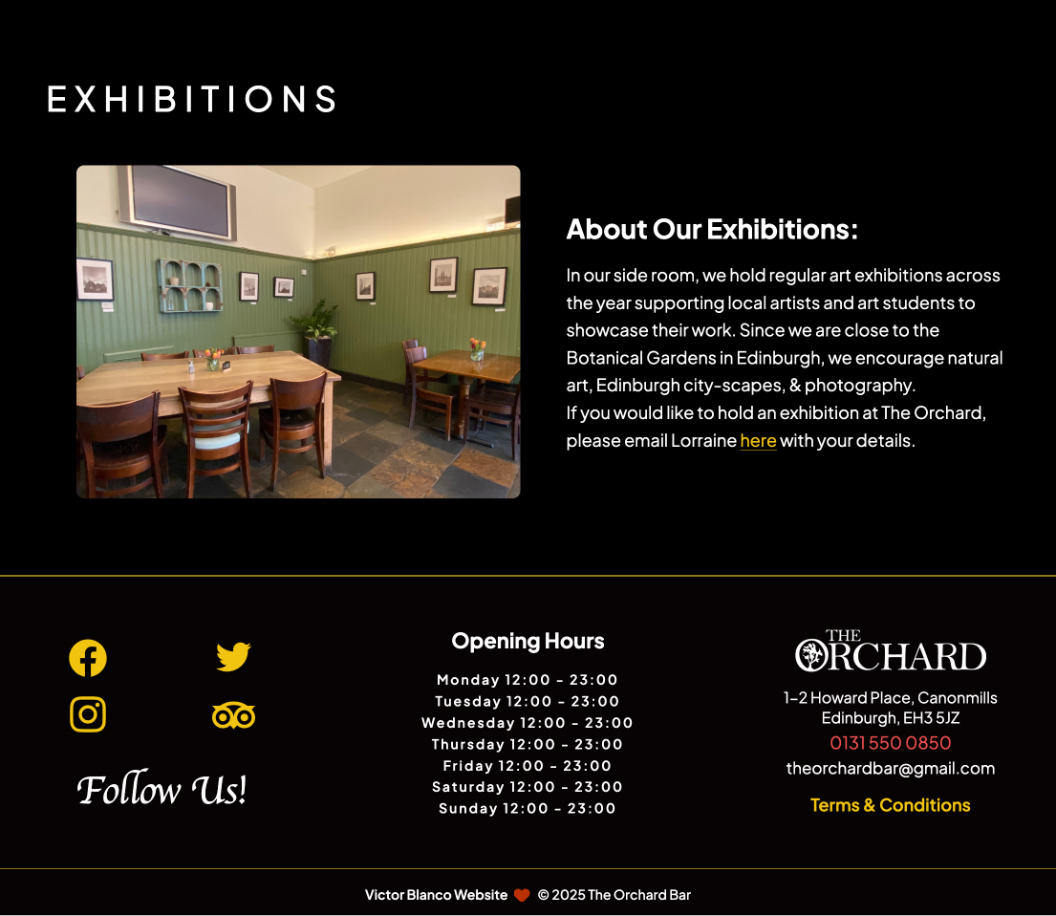 EXHIBITIONS
About Our Exhibitions:
In our side room, we hold regular art exhibitions across
the year supporting local artists and art students to
showcase their work. Since we are close to the
Botanical Gardens in Edinburgh, we encourage natural
art, Edinburgh city-scapes, & photography.
If you would like to hold an exhibition at The Orchard,
please email Lorraine here with your details.
Follow Us!
Opening Hours
Monday 12:00 - 23:00
Tuesday 12:00 - 23:00
Wednesday 12:00 - 23:00
Thursday 12:00 - 23:00
Friday 12:00 - 23:00
Saturday 12:00 - 23:00
Sunday 12:00 - 23:00
THE
ORCHARD
1-2 Howard Place, Canonmills
Edinburgh, EH3 5JZ
0131 550 0850
theorchardbar@gmail.com
Terms & Conditions
Victor Blanco Website ❤ © 2025 The Orchard Bar